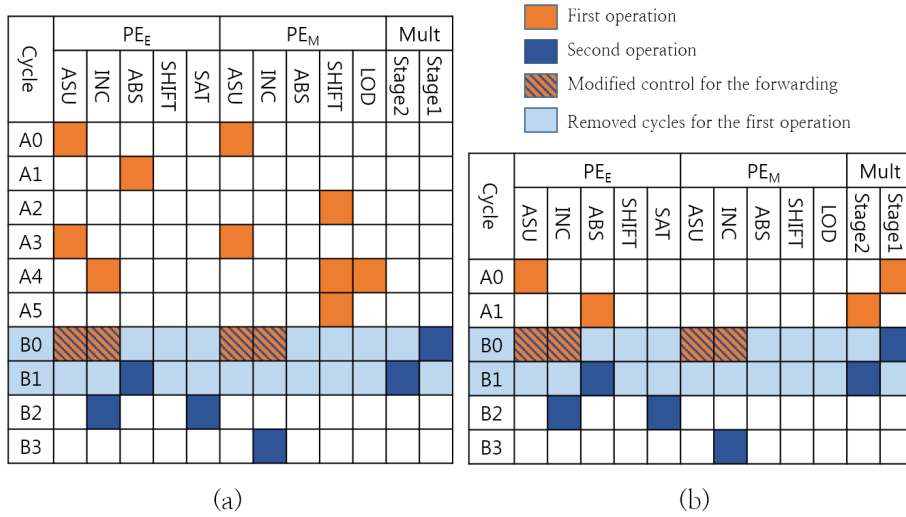 First operation
Second operation
Modified control for the forwarding
Removed cycles for the first operation
Cycle PE_E PE_M Mult
ASU INC ABS SHIFT SAT ASU INC ABS SHIFT LOD Stage2 Stage1
A0
A1
A2
A3
A4
A5
B0
B1
B2
B3
(a)
Cycle PE_E PE_M Mult
ASU INC ABS SHIFT SAT ASU INC ABS SHIFT LOD Stage2 Stage1
A0
A1
B0
B1
B2
B3
(b)